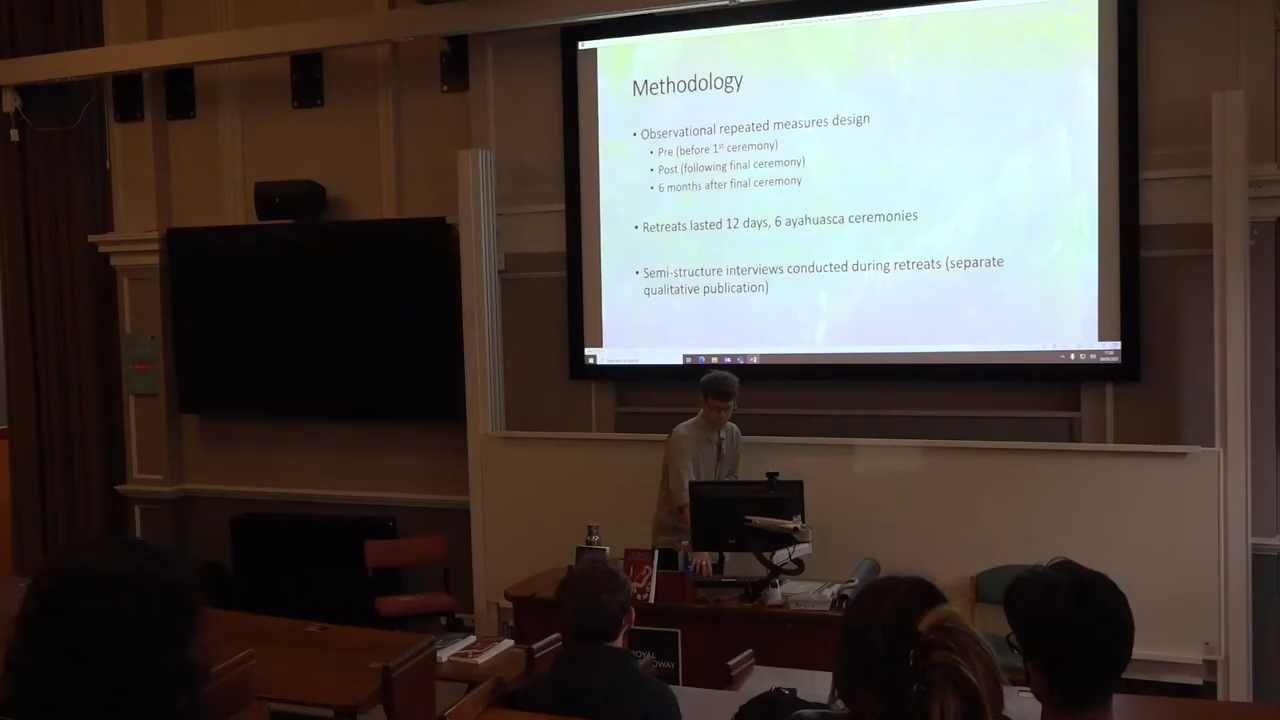 Methodology
• Observational repeated measures design
• Pre (before 1st ceremony)
• Post (following final ceremony)
• 6 months after final ceremony
• Retreats lasted 12 days, 6 ayahuasca ceremonies
• Semi-structure interviews conducted during retreats (separate
qualitative publication)
ROYAL